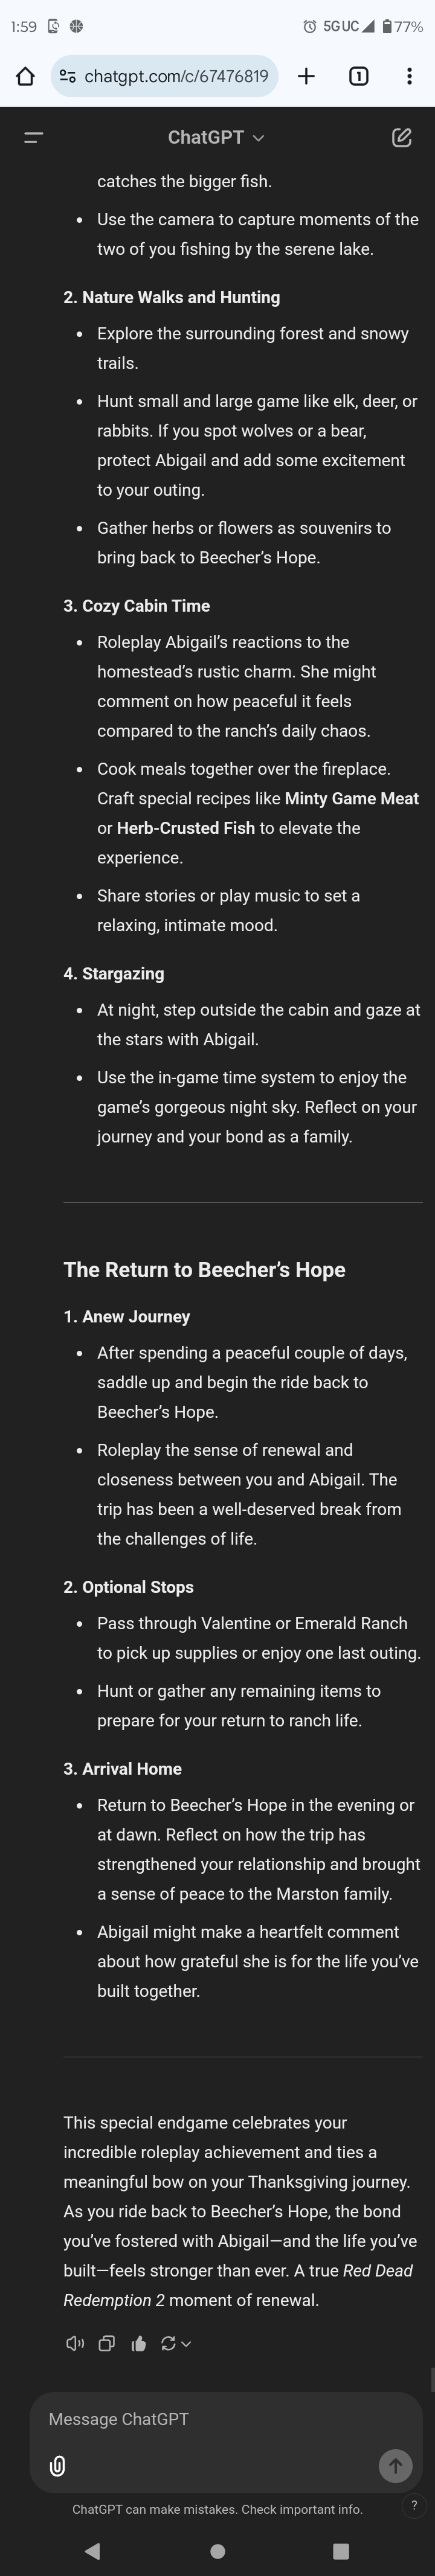 1:59
5G UC 77%
chatgpt.com/c/67476819
1
ChatGPT
catches the bigger fish.
• Use the camera to capture moments of the
two of you fishing by the serene lake.
2. Nature Walks and Hunting
• Explore the surrounding forest and snowy
trails.
• Hunt small and large game like elk, deer, or
rabbits. If you spot wolves or a bear,
protect Abigail and add some excitement
to your outing.
• Gather herbs or flowers as souvenirs to
bring back to Beecher’s Hope.
3. Cozy Cabin Time
• Roleplay Abigail’s reactions to the
homestead’s rustic charm. She might
comment on how peaceful it feels
compared to the ranch’s daily chaos.
• Cook meals together over the fireplace.
Craft special recipes like Minty Game Meat
or Herb-Crusted Fish to elevate the
experience.
• Share stories or play music to set a
relaxing, intimate mood.
4. Stargazing
• At night, step outside the cabin and gaze at
the stars with Abigail.
• Use the in-game time system to enjoy the
game’s gorgeous night sky. Reflect on your
journey and your bond as a family.
The Return to Beecher’s Hope
1. Anew Journey
• After spending a peaceful couple of days,
saddle up and begin the ride back to
Beecher’s Hope.
• Roleplay the sense of renewal and
closeness between you and Abigail. The
trip has been a well-deserved break from
the challenges of life.
2. Optional Stops
• Pass through Valentine or Emerald Ranch
to pick up supplies or enjoy one last outing.
• Hunt or gather any remaining items to
prepare for your return to ranch life.
3. Arrival Home
• Return to Beecher’s Hope in the evening or
at dawn. Reflect on how the trip has
strengthened your relationship and brought
a sense of peace to the Marston family.
• Abigail might make a heartfelt comment
about how grateful she is for the life you’ve
built together.
This special endgame celebrates your
incredible roleplay achievement and ties a
meaningful bow on your Thanksgiving journey.
As you ride back to Beecher’s Hope, the bond
you’ve fostered with Abigail—and the life you’ve
built—feels stronger than ever. A true Red Dead
Redemption 2 moment of renewal.
Message ChatGPT
ChatGPT can make mistakes. Check important info.
?